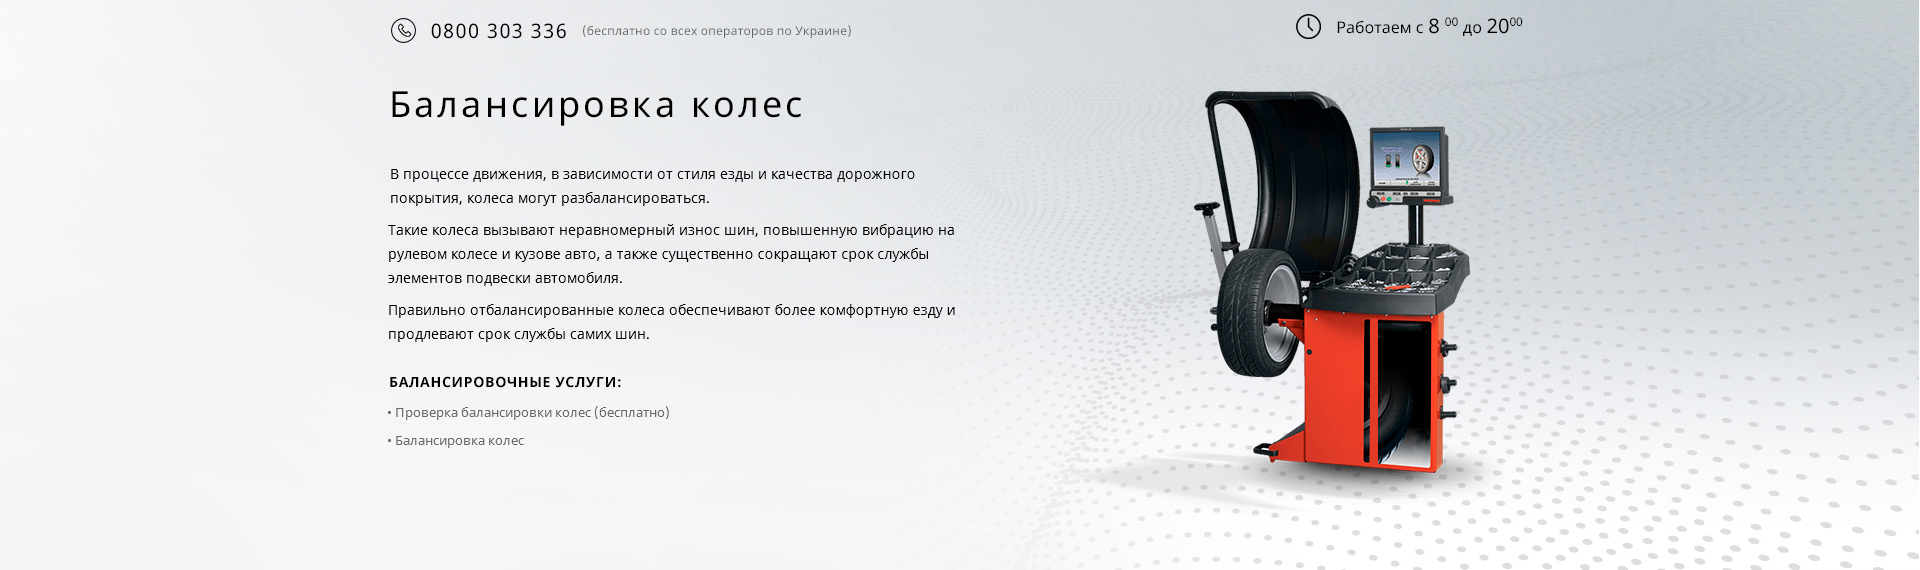 0800 303 336 (бесплатно со всех операторов по Украине)
Работаем с 8 00 до 20 00
Балансировка колес
В процессе движения, в зависимости от стиля езды и качества дорожного
покрытия, колеса могут разбалансироваться.
Такие колеса вызывают неравномерный износ шин, повышенную вибрацию на
рулевом колесе и кузове авто, а также существенно сокращают срок службы
элементов подвески автомобиля.
Правильно отбалансированные колеса обеспечивают более комфортную езду и
продлевают срок службы самих шин.
БАЛАНСИРОВОЧНЫЕ УСЛУГИ:
• Проверка балансировки колес (бесплатно)
• Балансировка колес